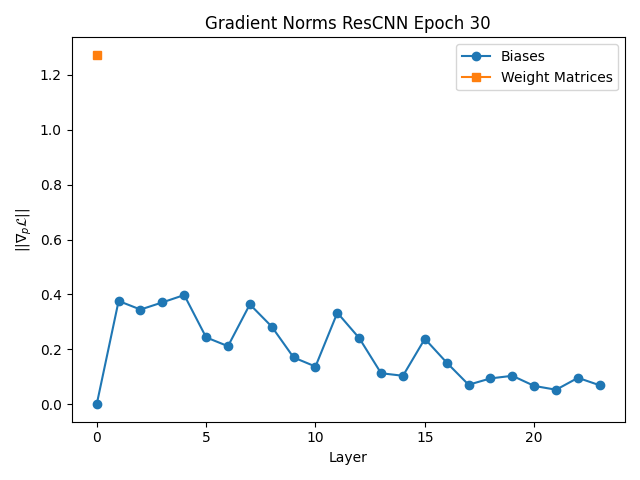 Gradient Norms ResCNN Epoch 30
Biases
Weight Matrices
||∇ₚℒ||
1.2
1.0
0.8
0.6
0.4
0.2
0.0
0 5 10 15 20
Layer